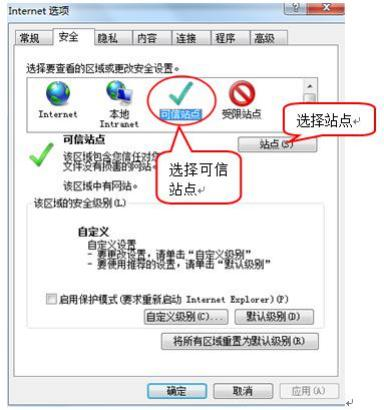 Internet 选项
常规 安全 隐私 内容 连接 程序 高级
选择要查看的区域或更改安全设置。
Internet 本地 Intranet 可信站点 受限站点
选择站点
可信站点
站点(S)
该区域包含您信任对您
文件没有损害的网站。
选择可信
站点
该区域中有网站。
该区域的安全级别(L)
自定义
自定义设置
- 要更改设置，请单击“自定义级别”
- 要使用推荐的设置，请单击“默认级别”
启用保护模式(要求重新启动 Internet Explorer)(P)
自定义级别(C)... 默认级别(D)
将所有区域重置为默认级别(R)
确定 取消 应用(A)